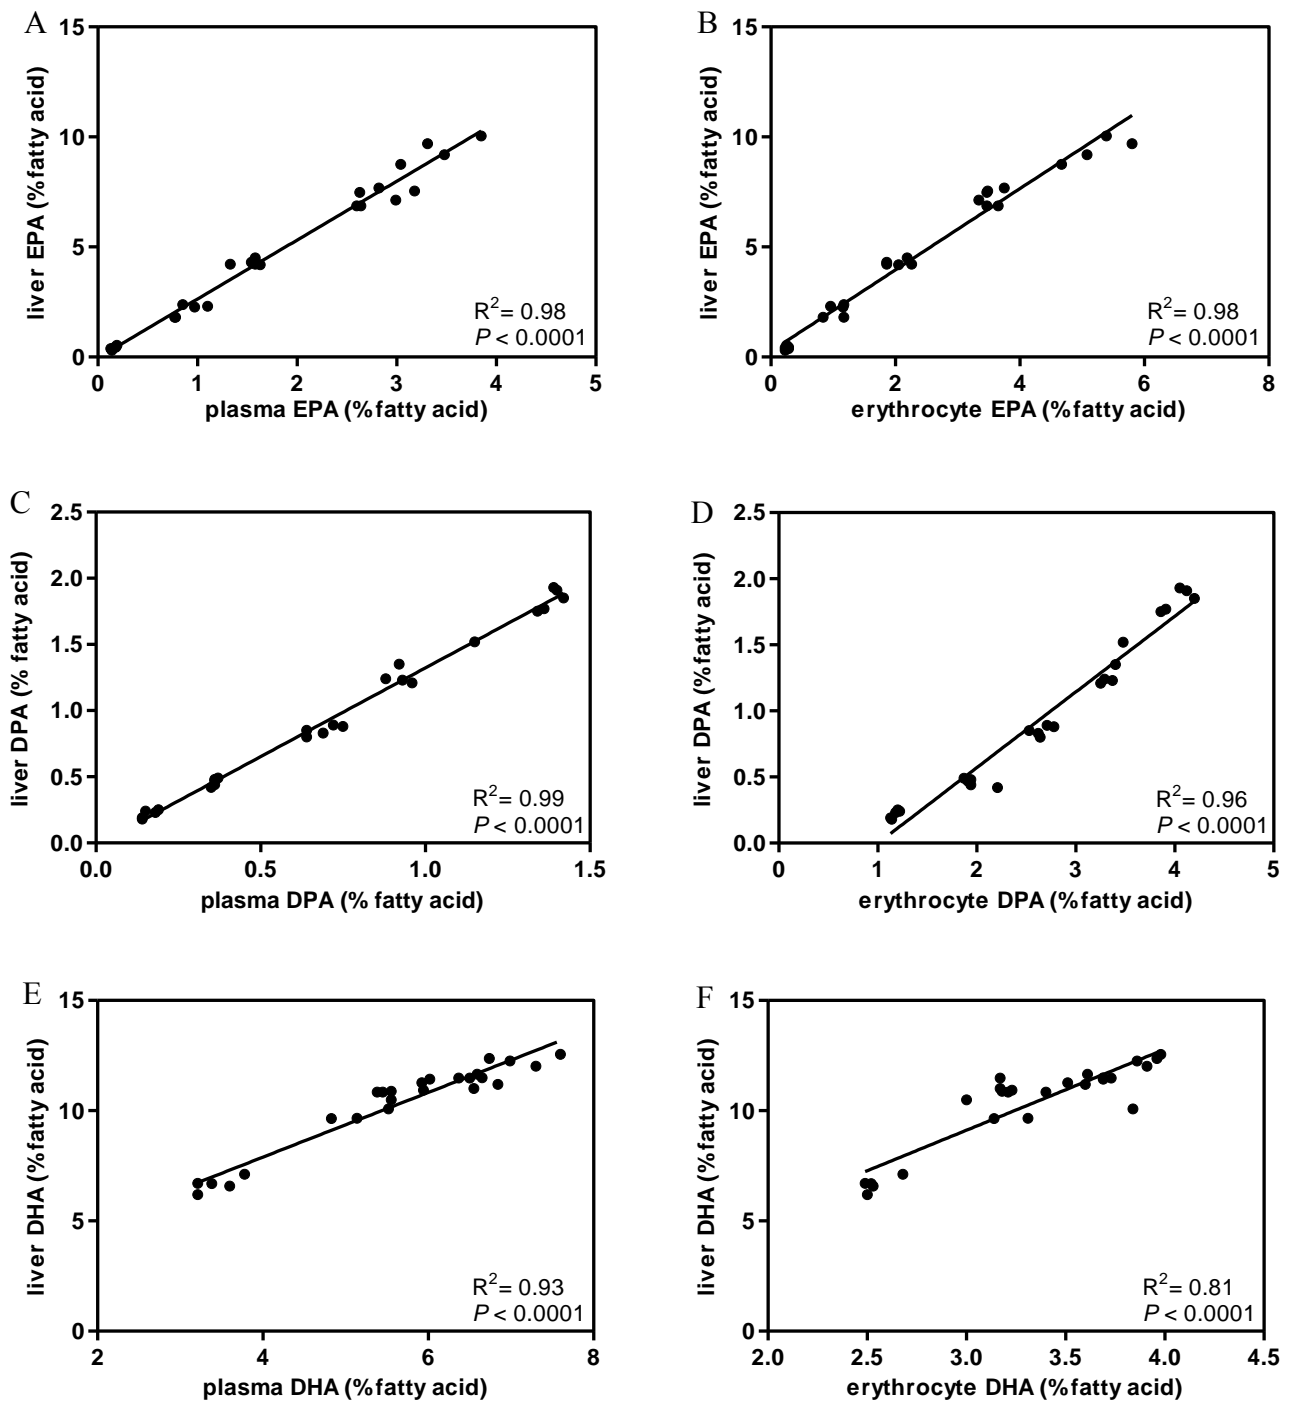 A
15
10
5
0
liver EPA (%fatty acid)
R2= 0.98
P < 0.0001
0 1 2 3 4 5
plasma EPA (%fatty acid)
B
15
10
5
0
liver EPA (%fatty acid)
R2= 0.98
P < 0.0001
0 2 4 6 8
erythrocyte EPA (%fatty acid)
C
2.5
2.0
1.5
1.0
0.5
0.0
liver DPA (% fatty acid)
R2= 0.99
P < 0.0001
0.0 0.5 1.0 1.5
plasma DPA (% fatty acid)
D
2.5
2.0
1.5
1.0
0.5
0.0
liver DPA (%fatty acid)
R2= 0.96
P < 0.0001
0 1 2 3 4 5
erythrocyte DPA (%fatty acid)
E
15
10
5
0
liver DHA (%fatty acid)
R2= 0.93
P < 0.0001
2 4 6 8
plasma DHA (%fatty acid)
F
15
10
5
0
liver DHA (%fatty acid)
R2= 0.81
P < 0.0001
2.0 2.5 3.0 3.5 4.0 4.5
erythrocyte DHA (%fatty acid)